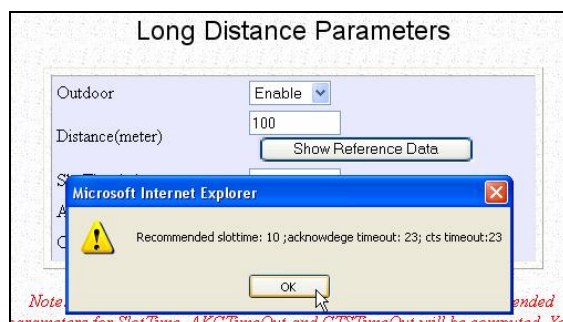 Long Distance Parameters
Outdoor
Enable
Distance(meter)
100
Show Reference Data
Microsoft Internet Explorer
Recommended slottime: 10 ;acknowdege timeout: 23; cts timeout:23
OK
Note:
ended
parameters for SlotTime, AKCTimeOut and CTSTimeOut will be computed. Yo